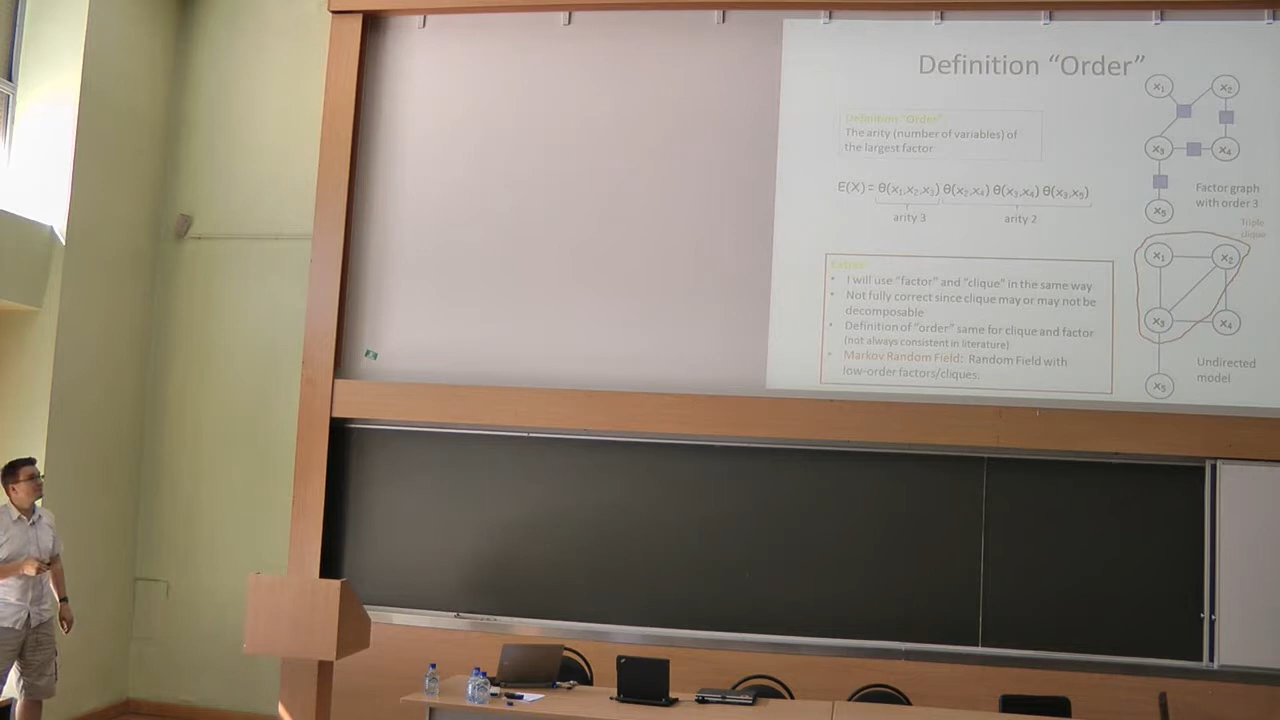 Definition “Order”
Definition “Order”:
The arity (number of variables) of
the largest factor
E(X) = θ(x₁,x₂,x₃) θ(x₂,x₄) θ(x₃,x₄) θ(x₃,x₅)
arity 3
arity 2
x₁
x₂
x₃
x₄
x₅
Factor graph
with order 3
Triple
clique
Extras:
• I will use “factor” and “clique” in the same way
• Not fully correct since clique may or may not be
decomposable
• Definition of “order” same for clique and factor
(not always consistent in literature)
• Markov Random Field: Random Field with
low-order factors/cliques.
x₁
x₂
x₃
x₄
x₅
Undirected
model